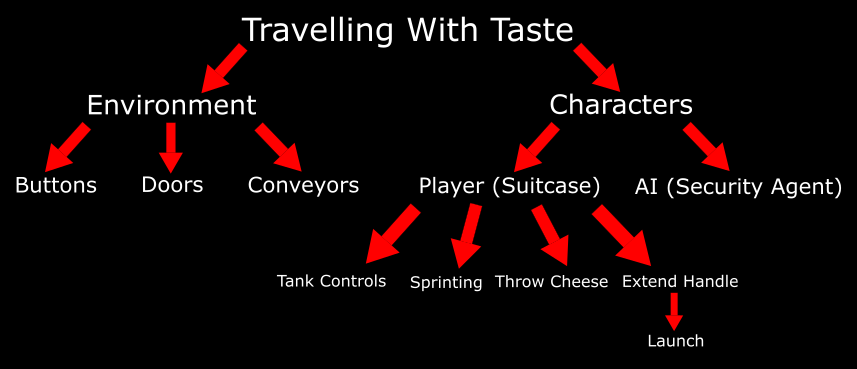 Travelling With Taste
Environment
Characters
Buttons
Doors
Conveyors
Player (Suitcase)
AI (Security Agent)
Tank Controls
Sprinting
Throw Cheese
Extend Handle
Launch